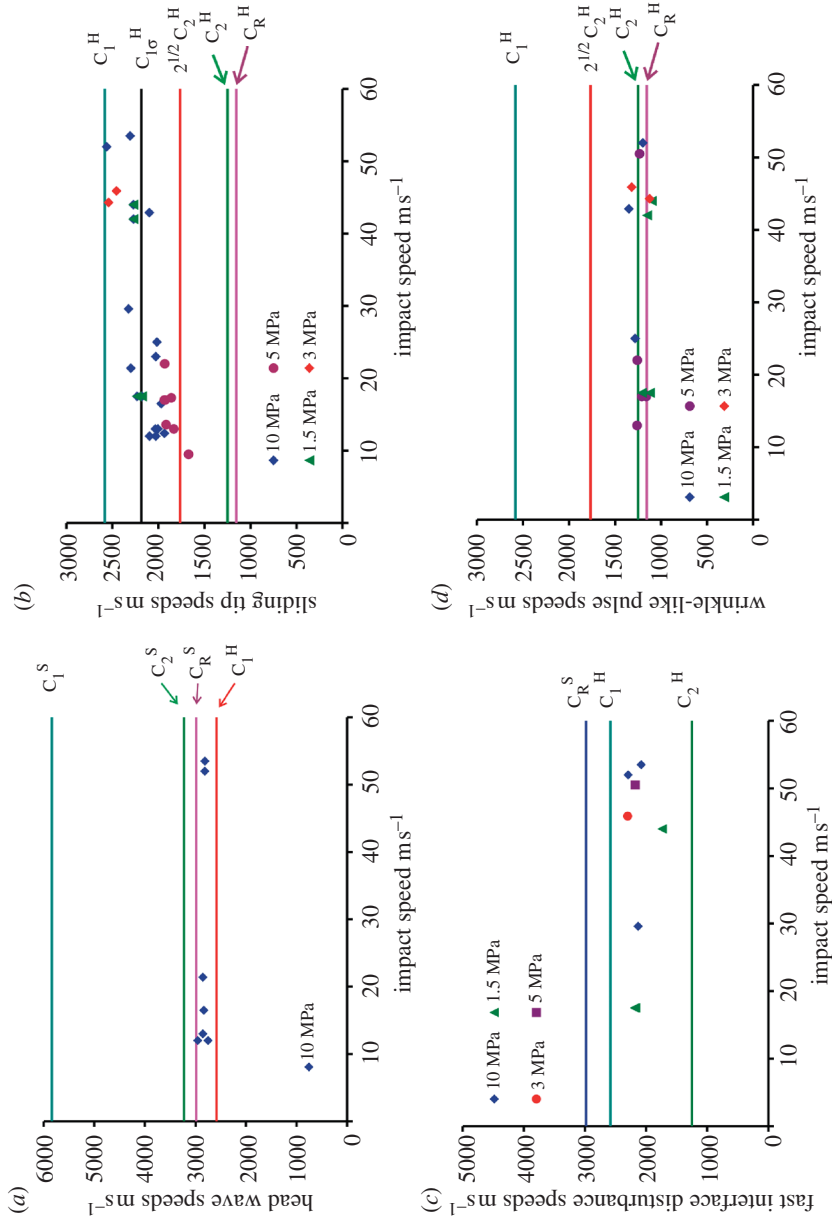 (a)
6000
5000
4000
3000
2000
1000
0
head wave speeds ms⁻¹
C₁ˢ
C₂ˢ
C_Rˢ
C₁ᴴ
10 MPa
10 20 30 40 50 60
impact speed ms⁻¹
(b)
3000
2500
2000
1500
1000
500
0
sliding tip speeds ms⁻¹
C₁ᴴ
C₁σᴴ
2¹ᐟ² C₂ᴴ
C₂ᴴ
C_Rᴴ
10 MPa 5 MPa
1.5 MPa 3 MPa
10 20 30 40 50 60
impact speed ms⁻¹
(c)
5000
4000
3000
2000
1000
0
fast interface disturbance speeds ms⁻¹
10 MPa 1.5 MPa
3 MPa 5 MPa
C_Rˢ
C₁ᴴ
C₂ᴴ
10 20 30 40 50 60
impact speed ms⁻¹
(d)
3000
2500
2000
1500
1000
500
0
wrinkle-like pulse speeds ms⁻¹
C₁ᴴ
2¹ᐟ² C₂ᴴ
C₂ᴴ
C_Rᴴ
10 MPa 5 MPa
1.5 MPa 3 MPa
10 20 30 40 50 60
impact speed ms⁻¹